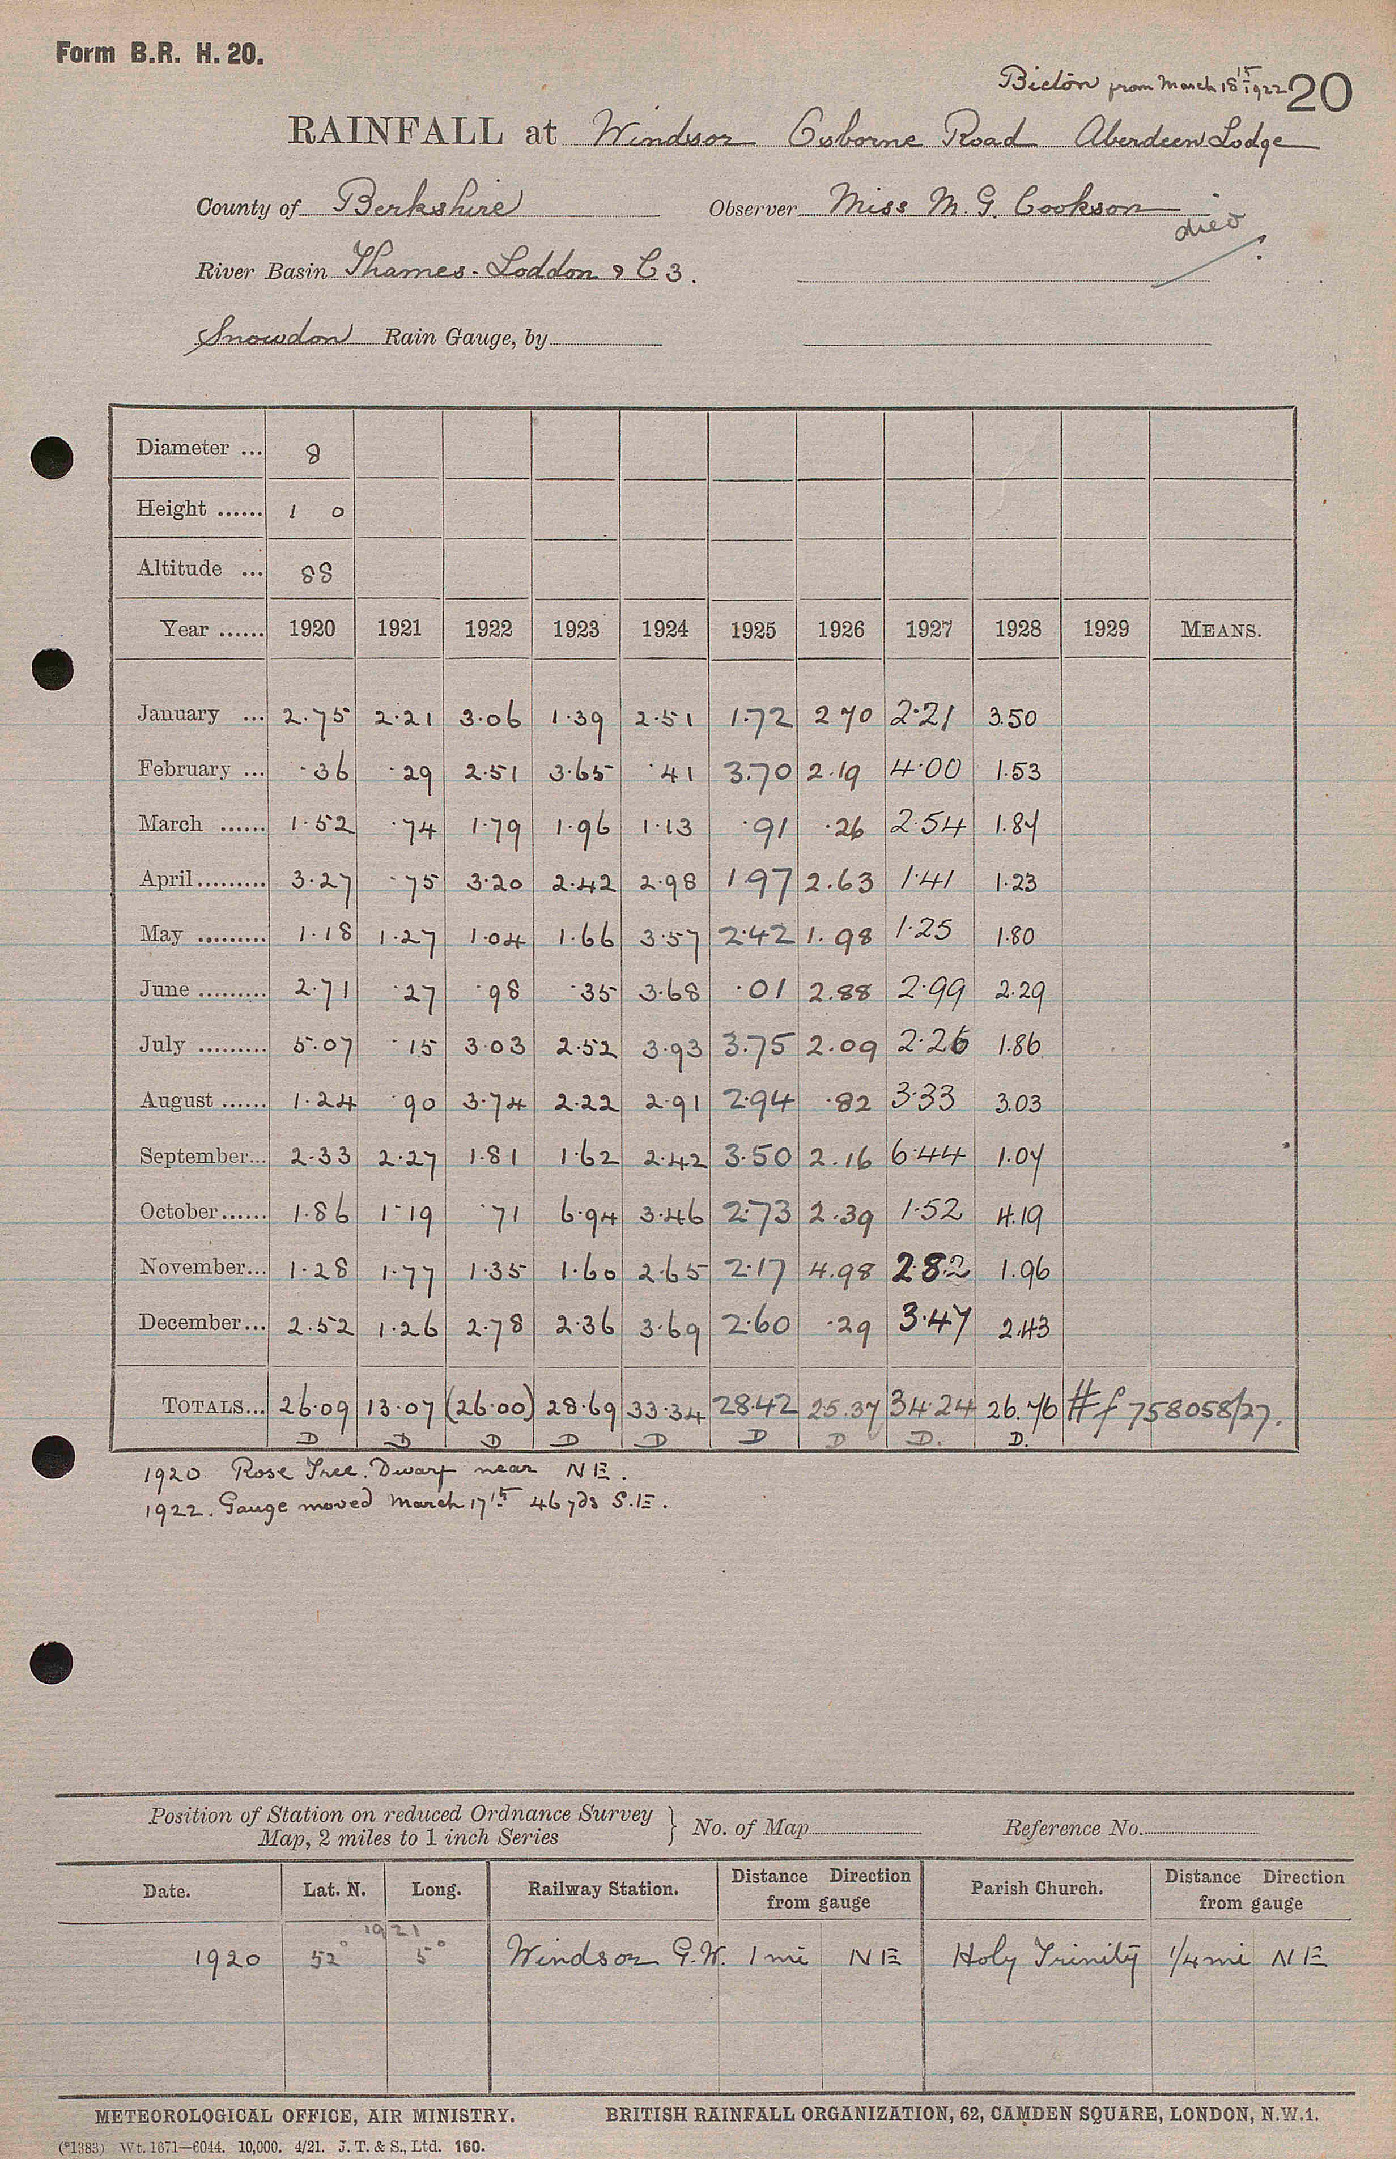 Form B.R. H. 20.
Bicton from March 18th 1922 20
RAINFALL at Windsor Osborne Road Aberdeen Lodge
County of Berkshire Observer Miss M. G. Cookson
died
River Basin Thames - Loddon & C 3.
Snowdon Rain Gauge, by
Diameter ... 8
Height ...... 1 0
Altitude ... 88
Year ...... 1920 1921 1922 1923 1924 1925 1926 1927 1928 1929 MEANS.
January ... 2.75 2.21 3.06 1.39 2.51 1.72 2 70 2.21 3.50
February ... .36 .29 2.51 3.65 .41 3.70 2.19 4.00 1.53
March ...... 1.52 .74 1.79 1.96 1.13 .91 .26 2.54 1.84
April......... 3.27 .75 3.20 2.42 2.98 1 97 2.63 1.41 1.23
May ......... 1.18 1.27 1.04 1.66 3.57 2.42 1.98 1.25 1.80
June ......... 2.71 .27 .98 .35 3.68 .01 2.88 2.99 2.29
July ......... 5.07 .15 3.03 2.52 3.93 3.75 2.09 2.26 1.86
August ...... 1.24 .90 3.74 2.22 2.91 2.94 .82 3.33 3.03
September... 2.33 2.27 1.81 1.62 2.42 3.50 2.16 6.44 1.04
October...... 1.86 1.19 .71 6.94 3.46 2.73 2.39 1.52 4.19
November... 1.28 1.77 1.35 1.60 2.65 2.17 4.98 2.82 1.96
December... 2.52 1.26 2.78 2.36 3.69 2.60 .29 3.47 2.43
TOTALS... 26.09 13.07 (26.00) 28.69 33.34 28.42 25.37 34.24 26.76 #f 758058/27.
D D D D D D D D. D.
1920 Rose Tree. Dwarf near NE.
1922. Gauge moved March 17th 46 yds S.E.
Position of Station on reduced Ordnance Survey
Map, 2 miles to 1 inch Series } No. of Map Reference No.
Date. Lat. N. Long. Railway Station. Distance Direction from gauge Parish Church. Distance Direction from gauge
1921
1920 52° 5° Windsor G.W. 1 mi NE Holy Trinity 1/4 mi NE
METEOROLOGICAL OFFICE, AIR MINISTRY. BRITISH RAINFALL ORGANIZATION, 62, CAMDEN SQUARE, LONDON, N.W.1.
(*1383) Wt. 1671—6044. 10,000. 4/21. J. T. & S., Ltd. 160.